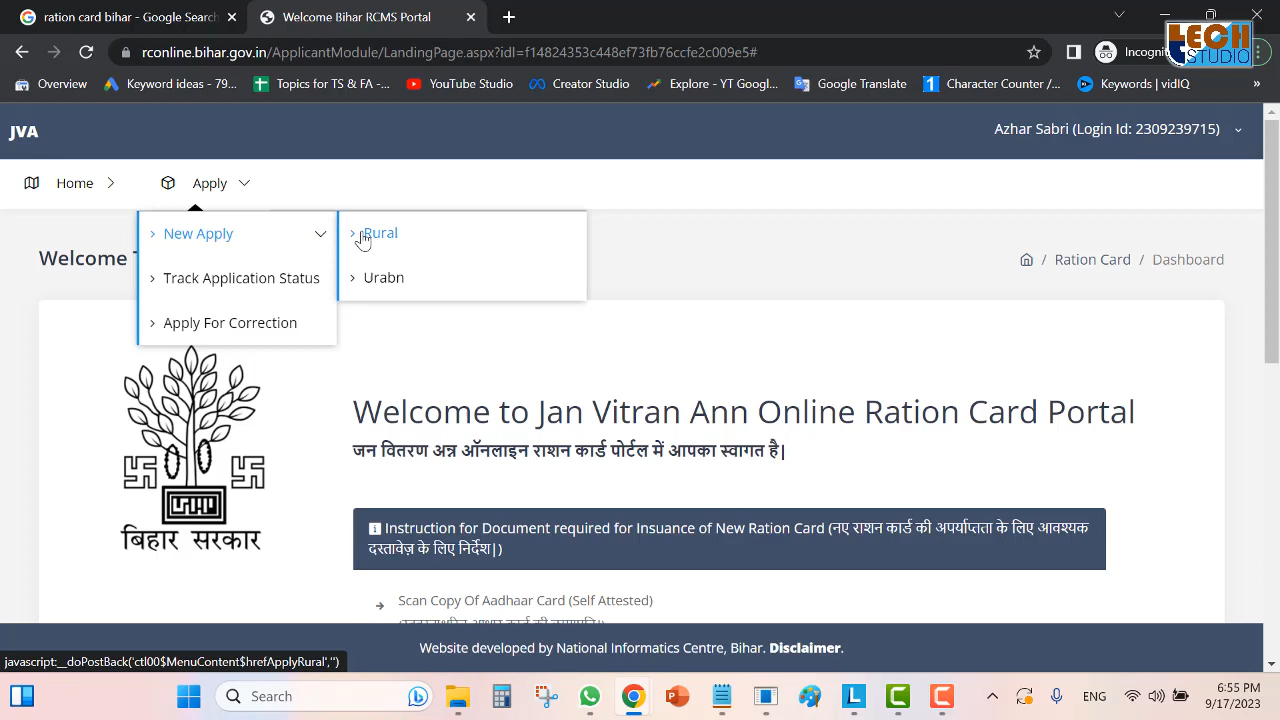 ration card bihar - Google Search
Welcome Bihar RCMS Portal
rconline.bihar.gov.in/ApplicantModule/LandingPage.aspx?idl=f14824353c448ef73fb76ccfe2c009e5#
Incognito
LECH
STUDIO
Overview
Keyword ideas - 79...
Topics for TS & FA -...
YouTube Studio
Creator Studio
Explore - YT Googl...
Google Translate
Character Counter /...
Keywords | vidIQ
»
JVA
Azhar Sabri (Login Id: 2309239715)
Home
Apply
New Apply
Rural
Track Application Status
Urabn
Apply For Correction
Welcome T
/ Ration Card / Dashboard
Welcome to Jan Vitran Ann Online Ration Card Portal
जन वितरण अन्न ऑनलाइन राशन कार्ड पोर्टल में आपका स्वागत है|
बिहार सरकार
Instruction for Document required for Insuance of New Ration Card (नए राशन कार्ड की अपर्याप्तता के लिए आवश्यक
दस्तावेज़ के लिए निर्देश|)
Scan Copy Of Aadhaar Card (Self Attested)
Website developed by National Informatics Centre, Bihar. Disclaimer.
javascript:__doPostBack('ctl00$MenuContent$hrefApplyRural','')
Search
ENG
6:55 PM
9/17/2023